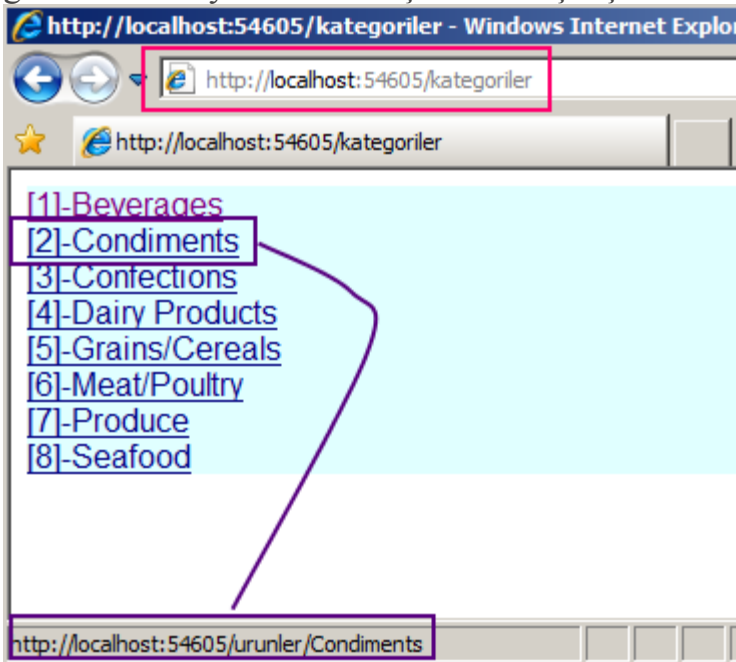 http://localhost:54605/kategoriler - Windows Internet Explo
http://localhost:54605/kategoriler
http://localhost:54605/kategoriler
[1]-Beverages
[2]-Condiments
[3]-Confections
[4]-Dairy Products
[5]-Grains/Cereals
[6]-Meat/Poultry
[7]-Produce
[8]-Seafood
http://localhost:54605/urunler/Condiments